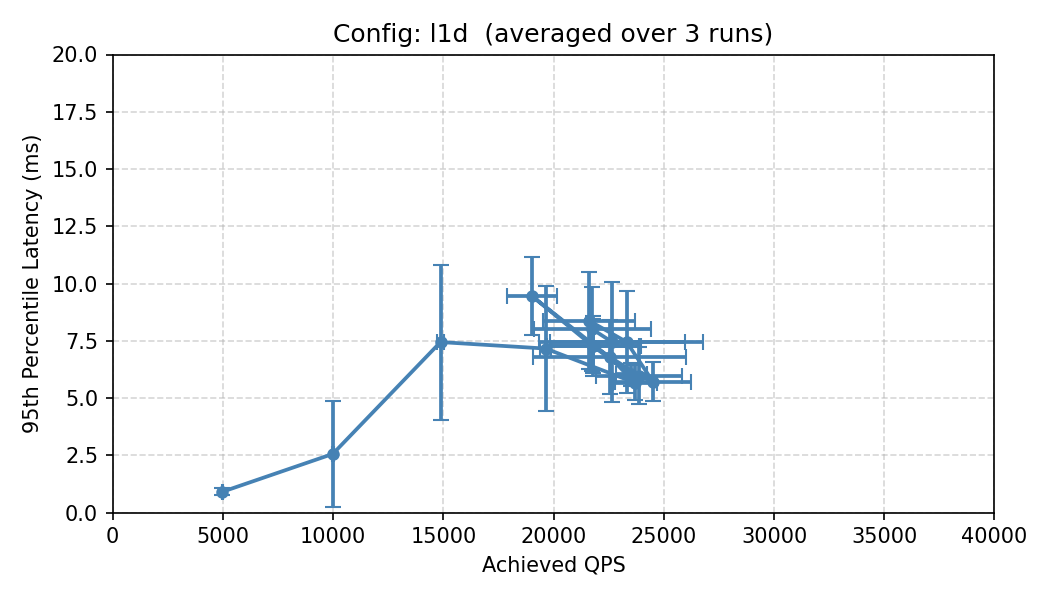 Config: l1d (averaged over 3 runs)
20.0
17.5
15.0
12.5
10.0
7.5
5.0
2.5
0.0
95th Percentile Latency (ms)
0 5000 10000 15000 20000 25000 30000 35000 40000
Achieved QPS